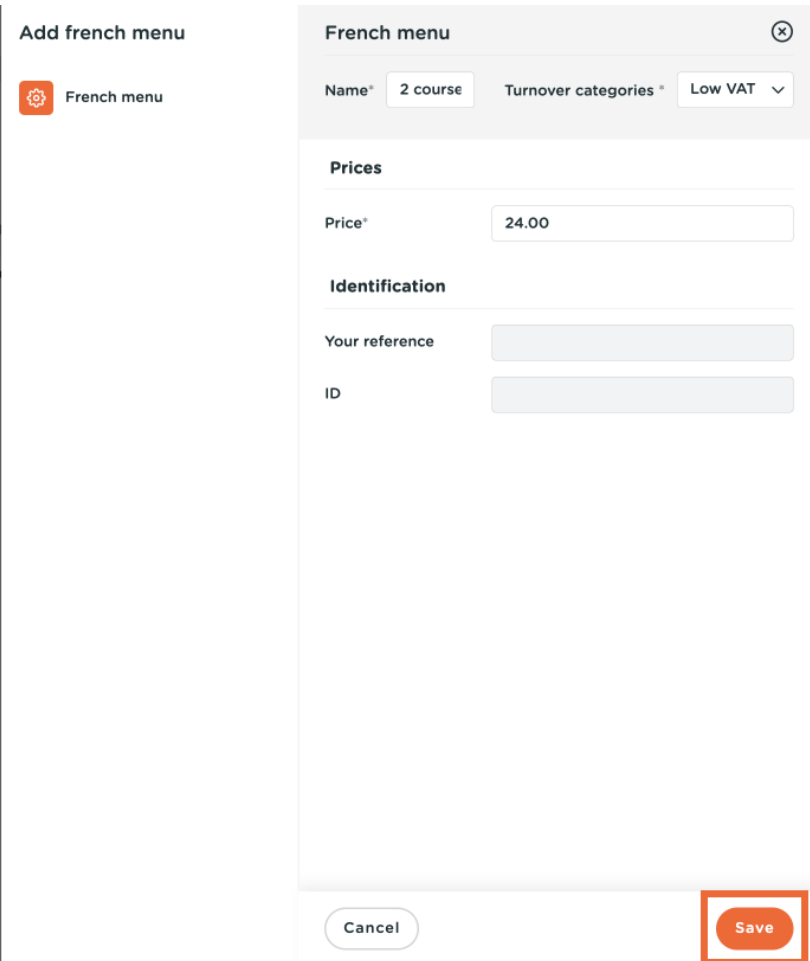 Add french menu
French menu
French menu
Name* 2 course Turnover categories * Low VAT
Prices
Price* 24.00
Identification
Your reference
ID
Cancel Save